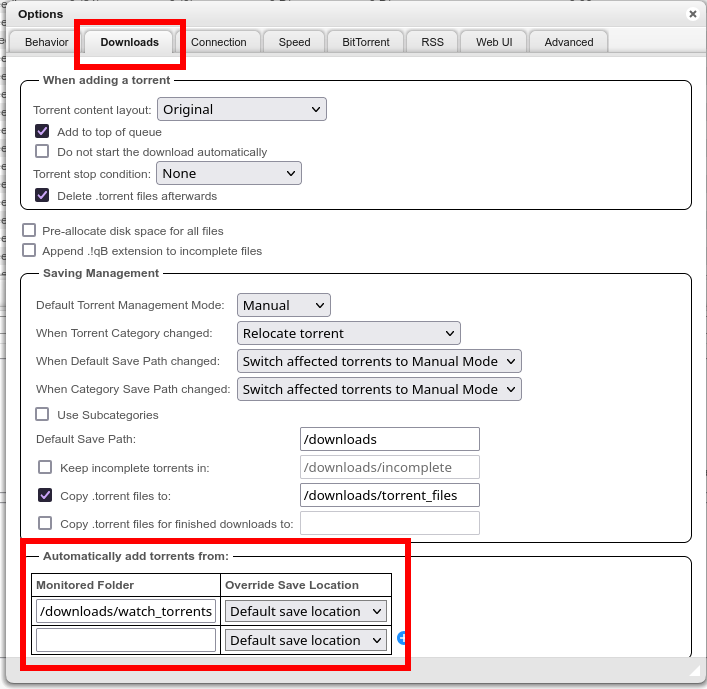 Options
Behavior Downloads Connection Speed BitTorrent RSS Web UI Advanced
When adding a torrent
Torrent content layout: Original
Add to top of queue
Do not start the download automatically
Torrent stop condition: None
Delete .torrent files afterwards
Pre-allocate disk space for all files
Append .!qB extension to incomplete files
Saving Management
Default Torrent Management Mode: Manual
When Torrent Category changed: Relocate torrent
When Default Save Path changed: Switch affected torrents to Manual Mode
When Category Save Path changed: Switch affected torrents to Manual Mode
Use Subcategories
Default Save Path: /downloads
Keep incomplete torrents in: /downloads/incomplete
Copy .torrent files to: /downloads/torrent_files
Copy .torrent files for finished downloads to:
Automatically add torrents from:
Monitored Folder Override Save Location
/downloads/watch_torrents Default save location
Default save location